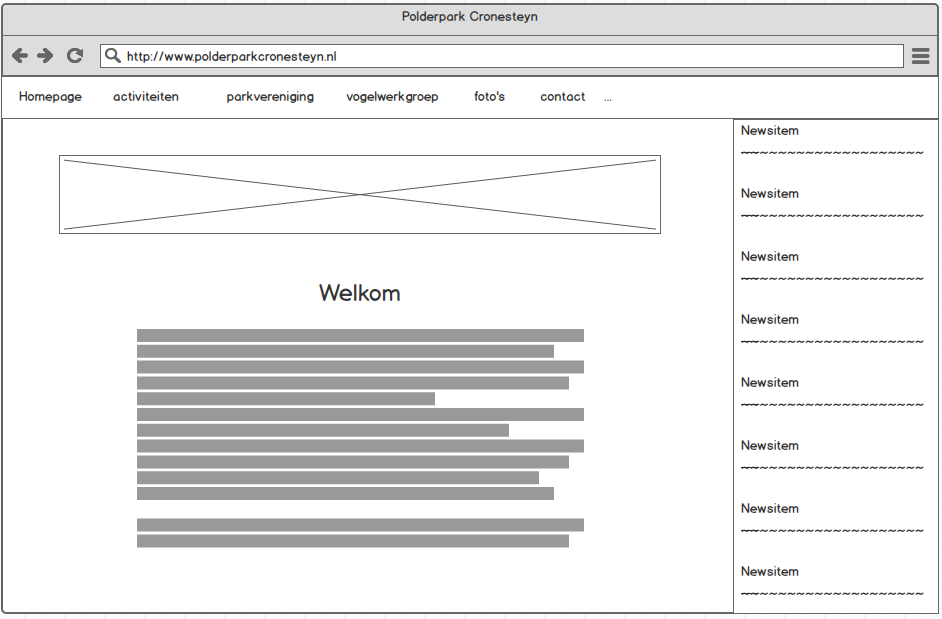 Polderpark Cronesteyn
http://www.polderparkcronesteyn.nl
Homepage activiteiten parkvereniging vogelwerkgroep foto's contact ...
Welkom
Newsitem
~~~~~~~~~~~~~~~~~~~~~
Newsitem
~~~~~~~~~~~~~~~~~~~~~
Newsitem
~~~~~~~~~~~~~~~~~~~~~
Newsitem
~~~~~~~~~~~~~~~~~~~~~
Newsitem
~~~~~~~~~~~~~~~~~~~~~
Newsitem
~~~~~~~~~~~~~~~~~~~~~
Newsitem
~~~~~~~~~~~~~~~~~~~~~
Newsitem
~~~~~~~~~~~~~~~~~~~~~